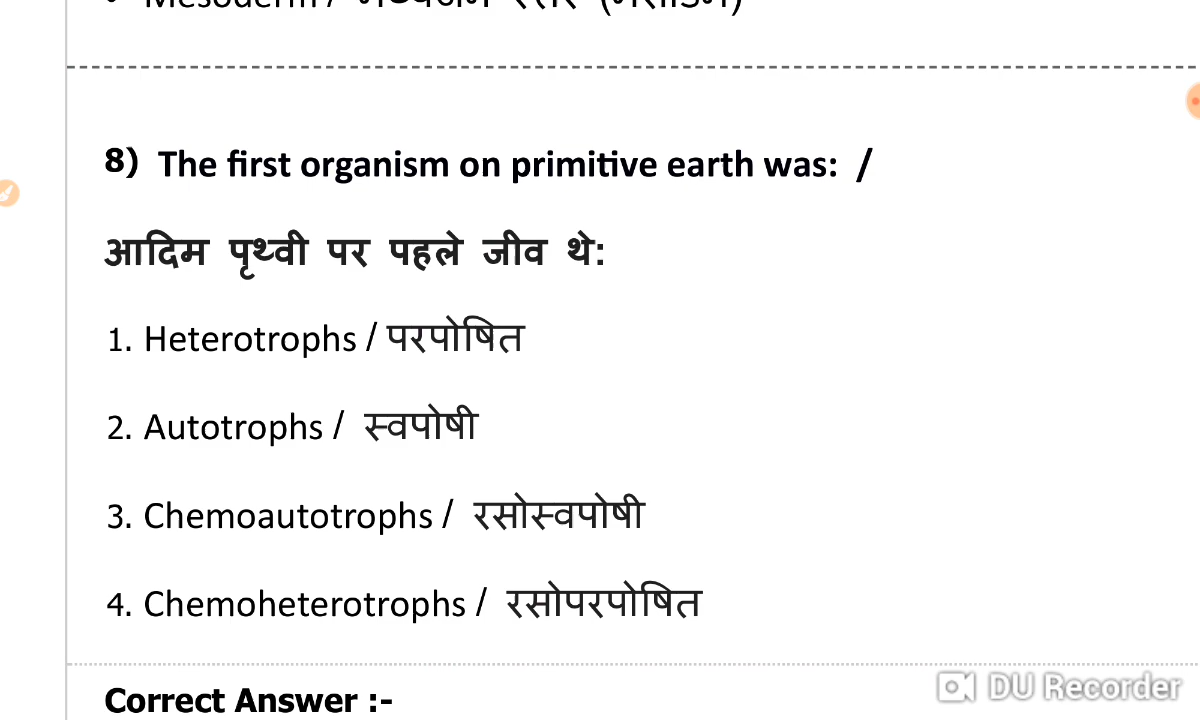 8) The first organism on primitive earth was: /
आदिम पृथ्वी पर पहले जीव थे:
1. Heterotrophs / परपोषित
2. Autotrophs / स्वपोषी
3. Chemoautotrophs / रसोस्वपोषी
4. Chemoheterotrophs / रसोपरपोषित
Correct Answer :-
DU Recorder